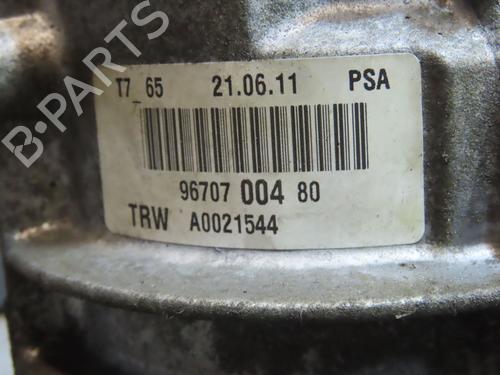 B-PARTS
T7 65 21.06.11 PSA
96707 004 80
TRW A0021544